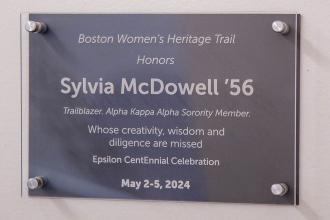 Boston Women's Heritage Trail
Honors
Sylvia McDowell '56
Trailblazer. Alpha Kappa Alpha Sorority Member.
Whose creativity, wisdom and
diligence are missed
Epsilon CentEnnial Celebration
May 2-5, 2024